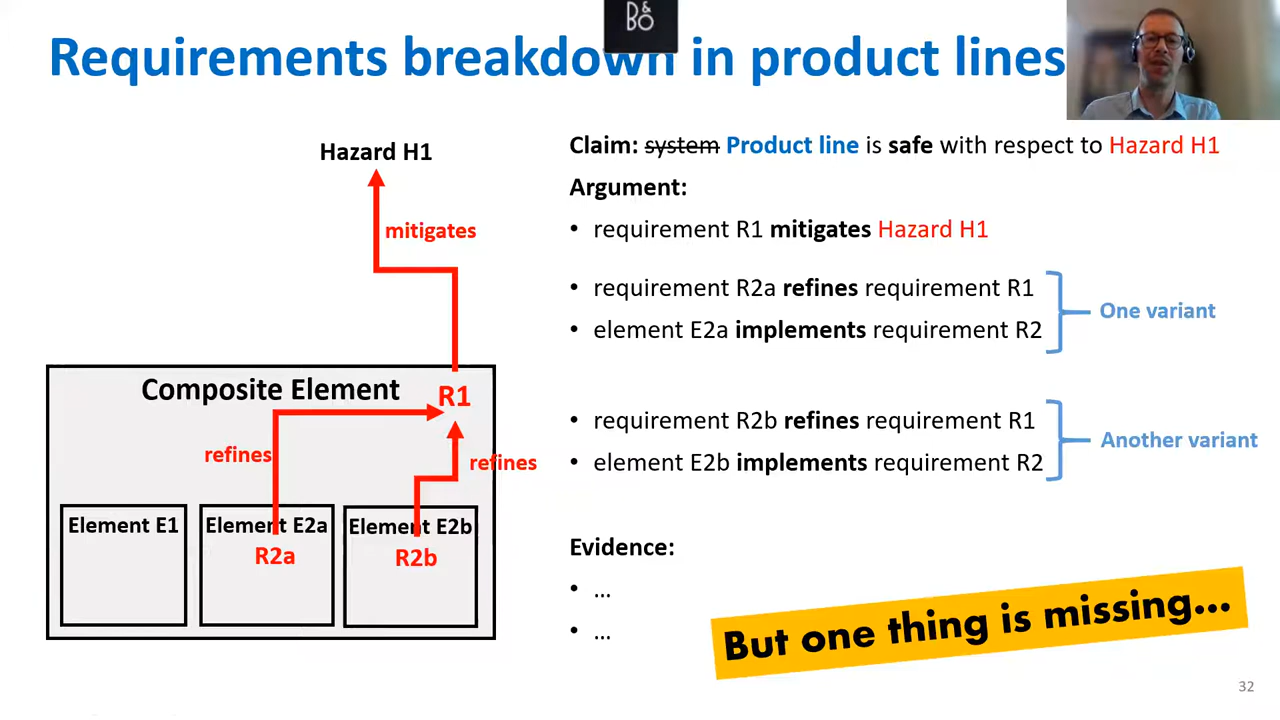 D&
BO
Requirements breakdown in product lines
Hazard H1
mitigates
Composite Element
R1
refines
refines
Element E1
Element E2a
R2a
Element E2b
R2b
Claim: system Product line is safe with respect to Hazard H1
Argument:
• requirement R1 mitigates Hazard H1
• requirement R2a refines requirement R1
• element E2a implements requirement R2
One variant
• requirement R2b refines requirement R1
• element E2b implements requirement R2
Another variant
Evidence:
• ...
• ...
But one thing is missing...
32